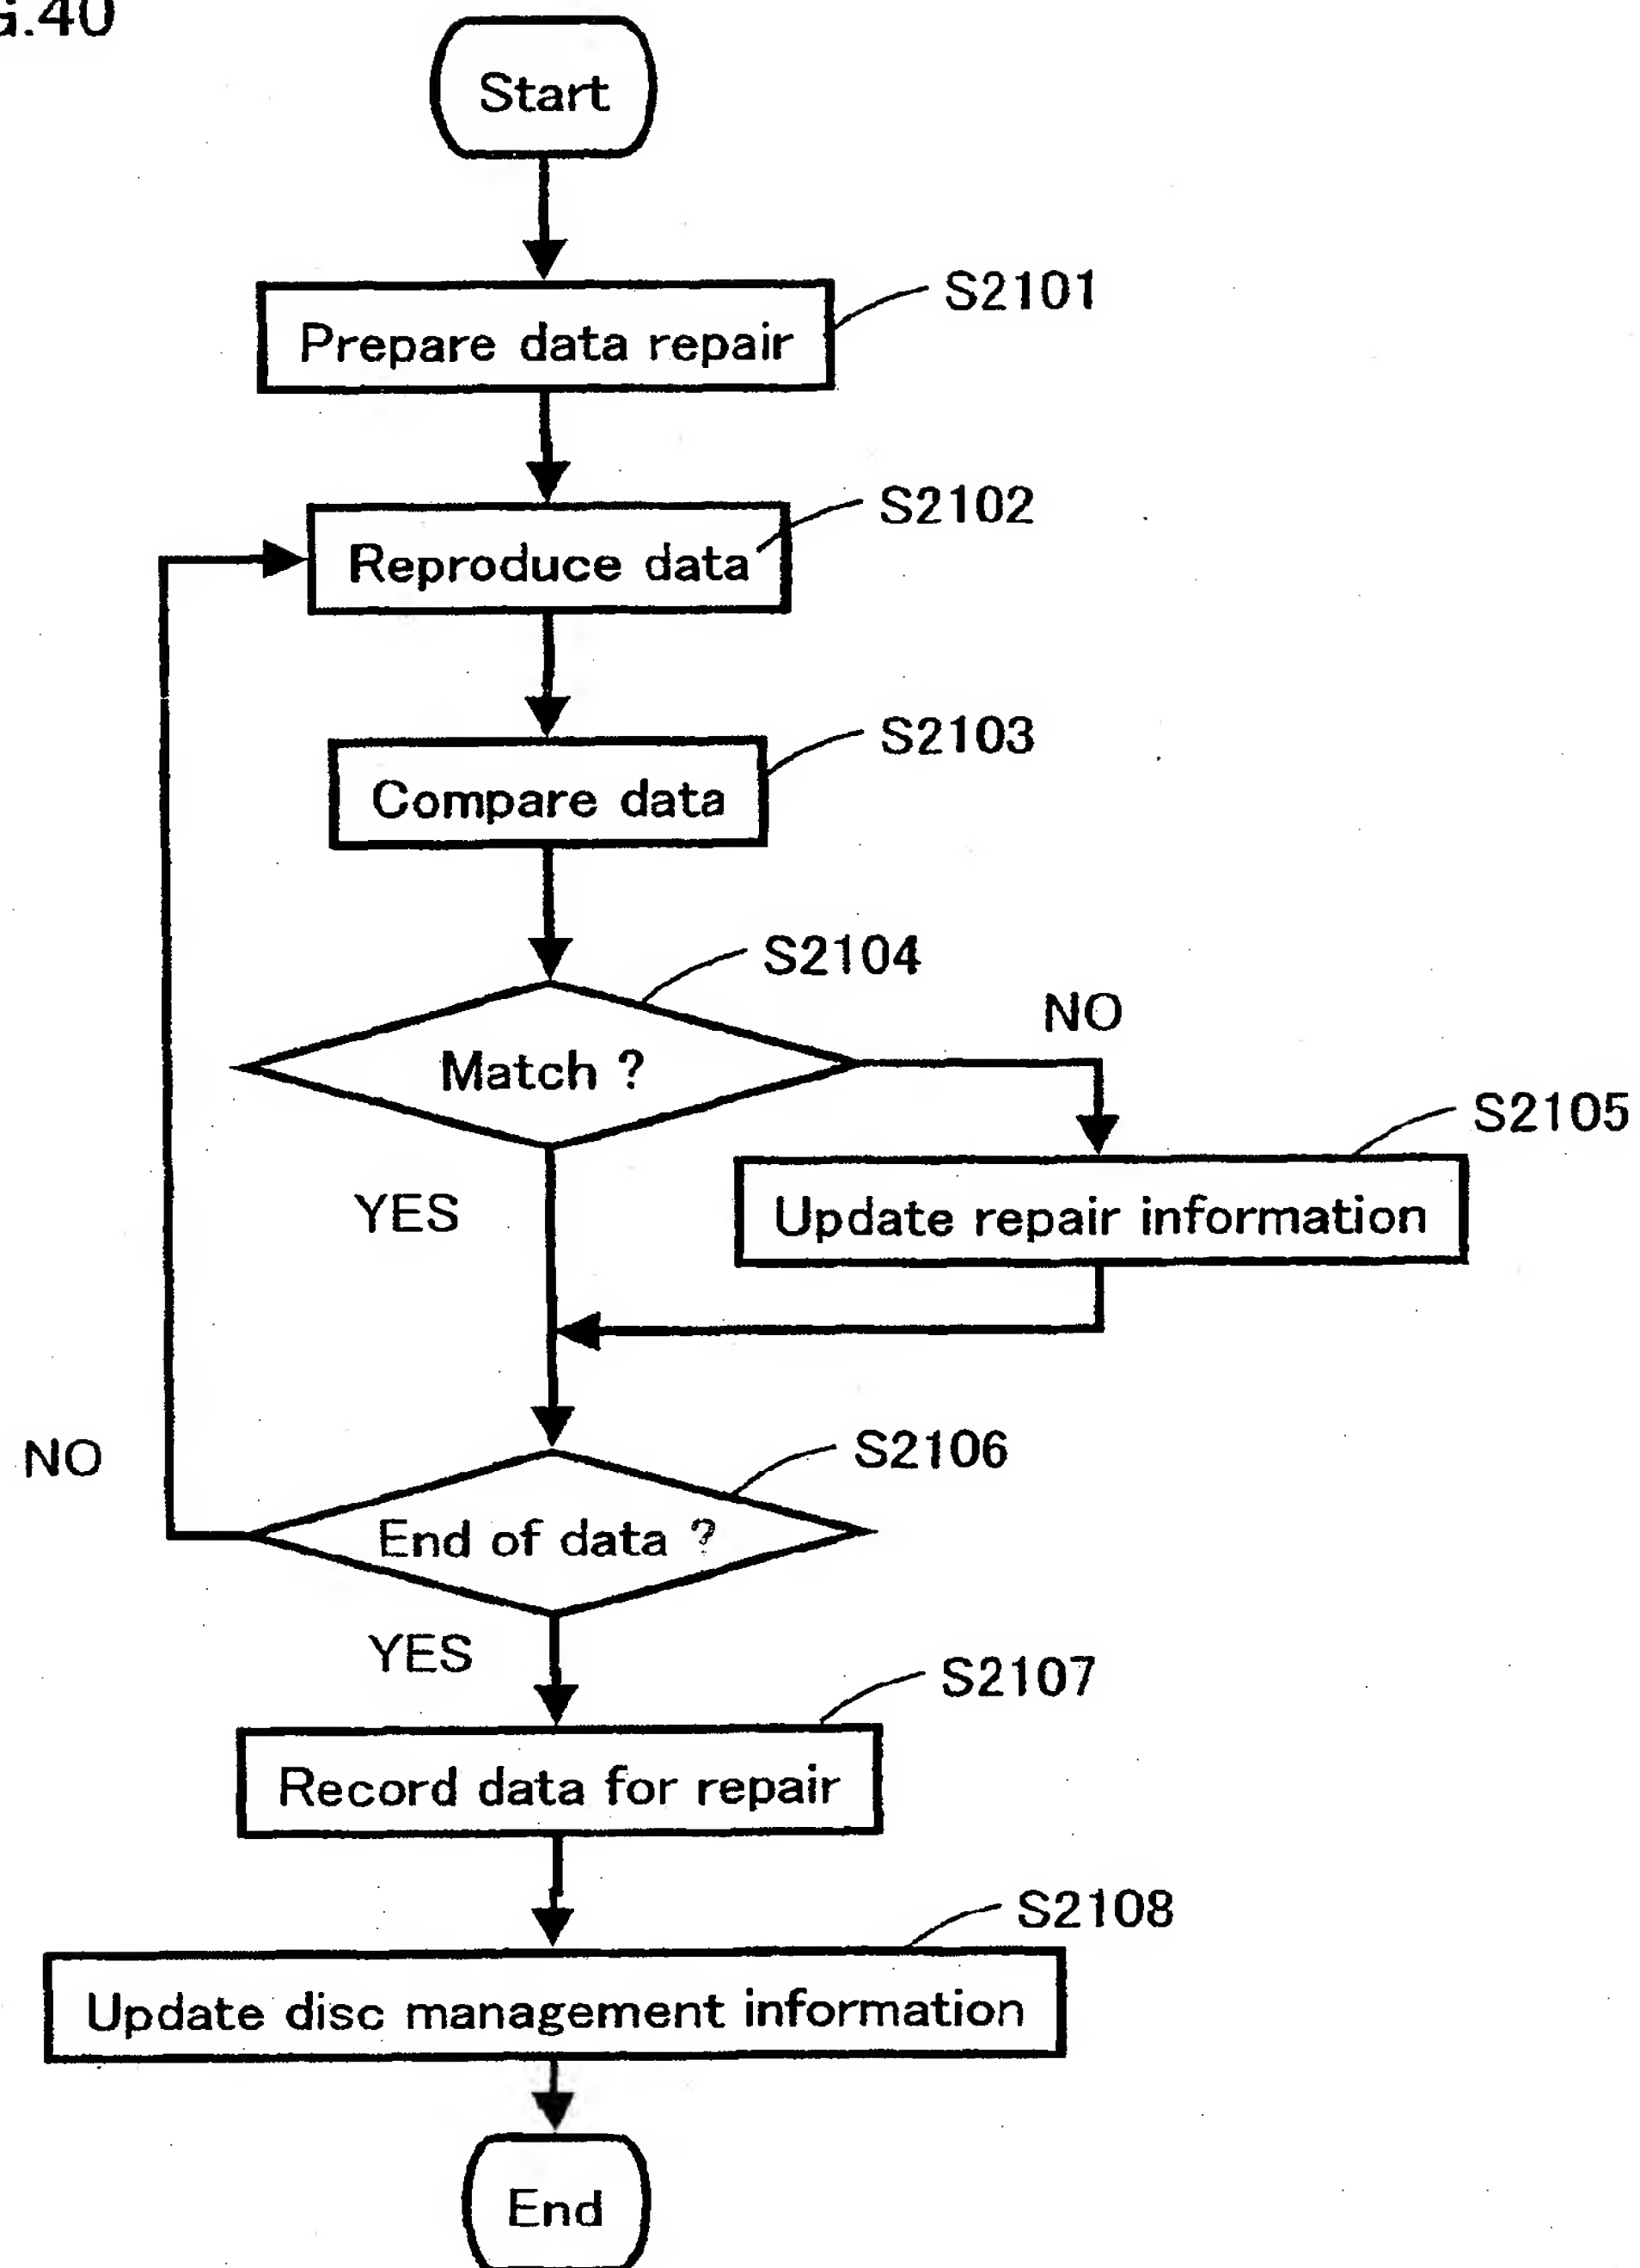 G.40
Start
S2101
Prepare data repair
S2102
Reproduce data
S2103
Compare data
S2104
Match ?
NO
S2105
YES
Update repair information
NO
S2106
End of data ?
YES
S2107
Record data for repair
S2108
Update disc management information
End